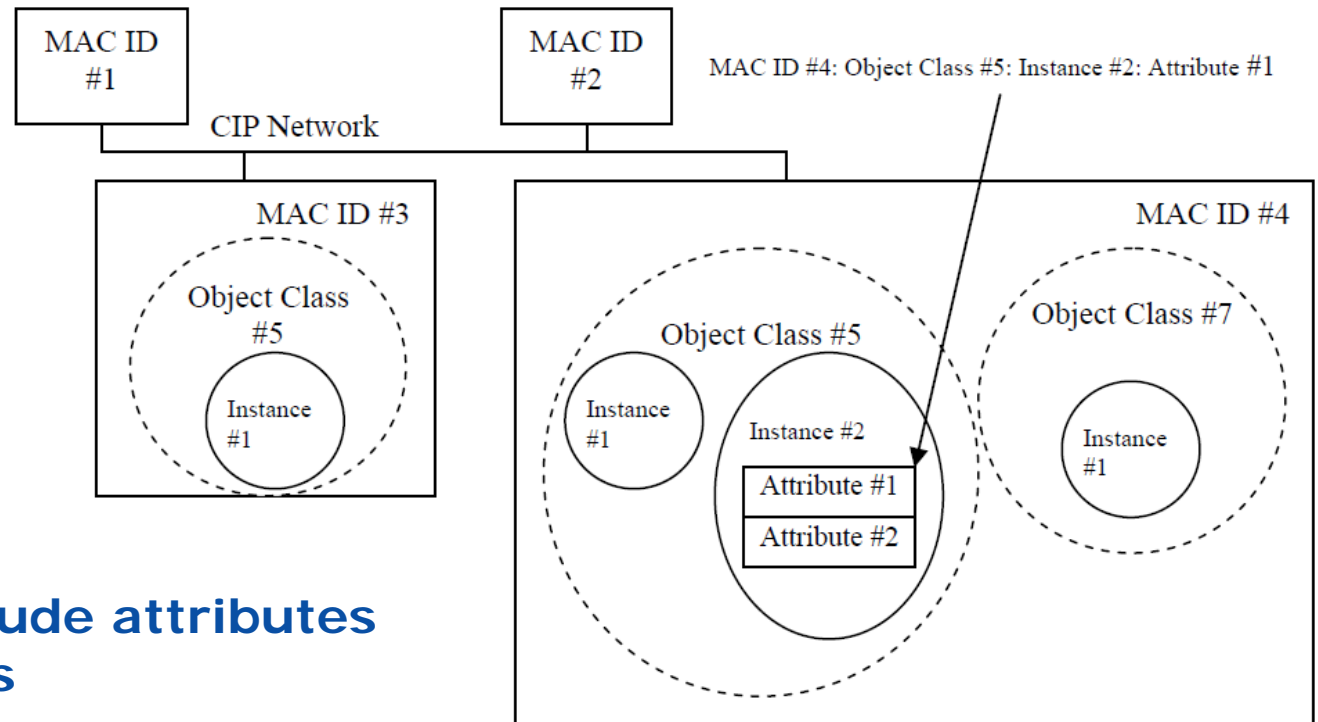 MAC ID
#1
MAC ID
#2
MAC ID #4: Object Class #5: Instance #2: Attribute #1
CIP Network
MAC ID #3
Object Class
#5
Instance
#1
MAC ID #4
Object Class #5
Instance
#1
Instance #2
Attribute #1
Attribute #2
Object Class #7
Instance
#1
ude attributes
s